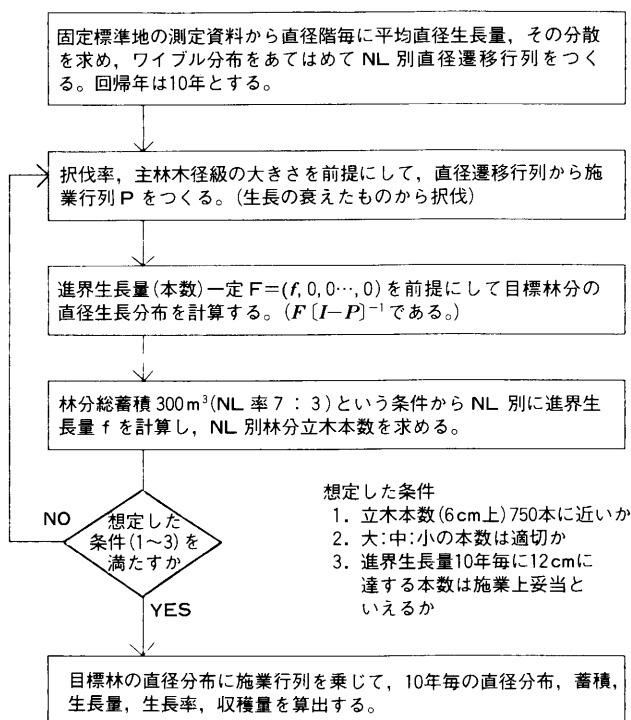 固定標準地の測定資料から直径階毎に平均直径生長量，その分散
を求め，ワイブル分布をあてはめて NL 別直径遷移行列をつく
る。回帰年は10年とする。
択伐率，主林木径級の大きさを前提にして，直径遷移行列から施
業行列 P をつくる。(生長の衰えたものから択伐)
進界生長量(本数)一定 F＝(f, 0, 0…, 0) を前提にして目標林分の
直径生長分布を計算する。(F〔I－P〕⁻¹ である。)
林分総蓄積 300m³(NL 率 7 : 3) という条件から NL 別に進界生
長量 f を計算し，NL 別林分立木本数を求める。
NO
想定した
条件(1〜3)を
満たすか
YES
想定した条件
1. 立木本数(6cm上)750本に近いか
2. 大:中:小の本数は適切か
3. 進界生長量10年毎に12cmに
達する本数は施業上妥当と
いえるか
目標林の直径分布に施業行列を乗じて，10年毎の直径分布，蓄積，
生長量，生長率，収穫量を算出する。